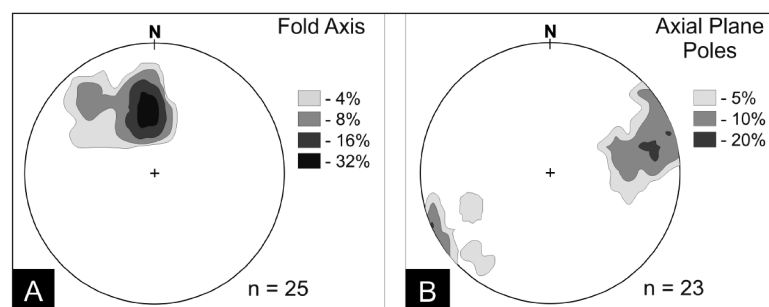 N
Fold Axis
- 4%
- 8%
- 16%
- 32%
A
n = 25
N
Axial Plane
Poles
- 5%
- 10%
- 20%
B
n = 23